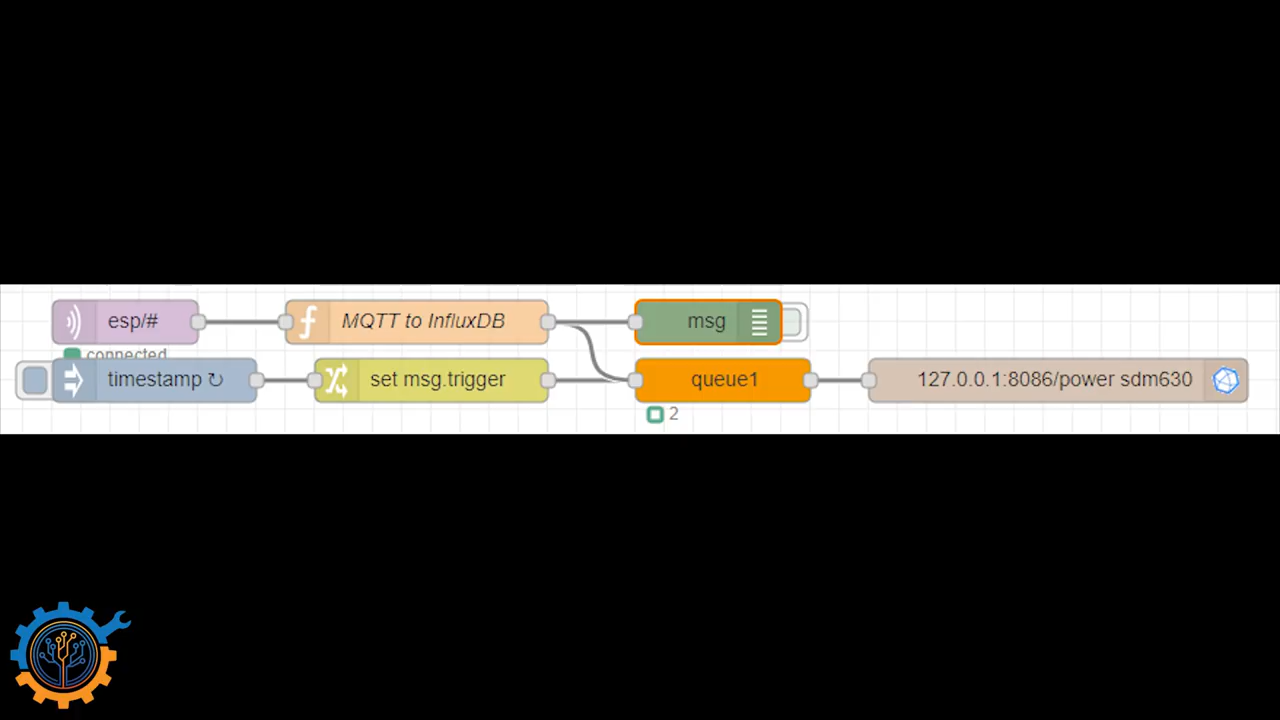 esp/#
MQTT to InfluxDB
msg
connected
timestamp ↻
set msg.trigger
queue1
127.0.0.1:8086/power sdm630
2